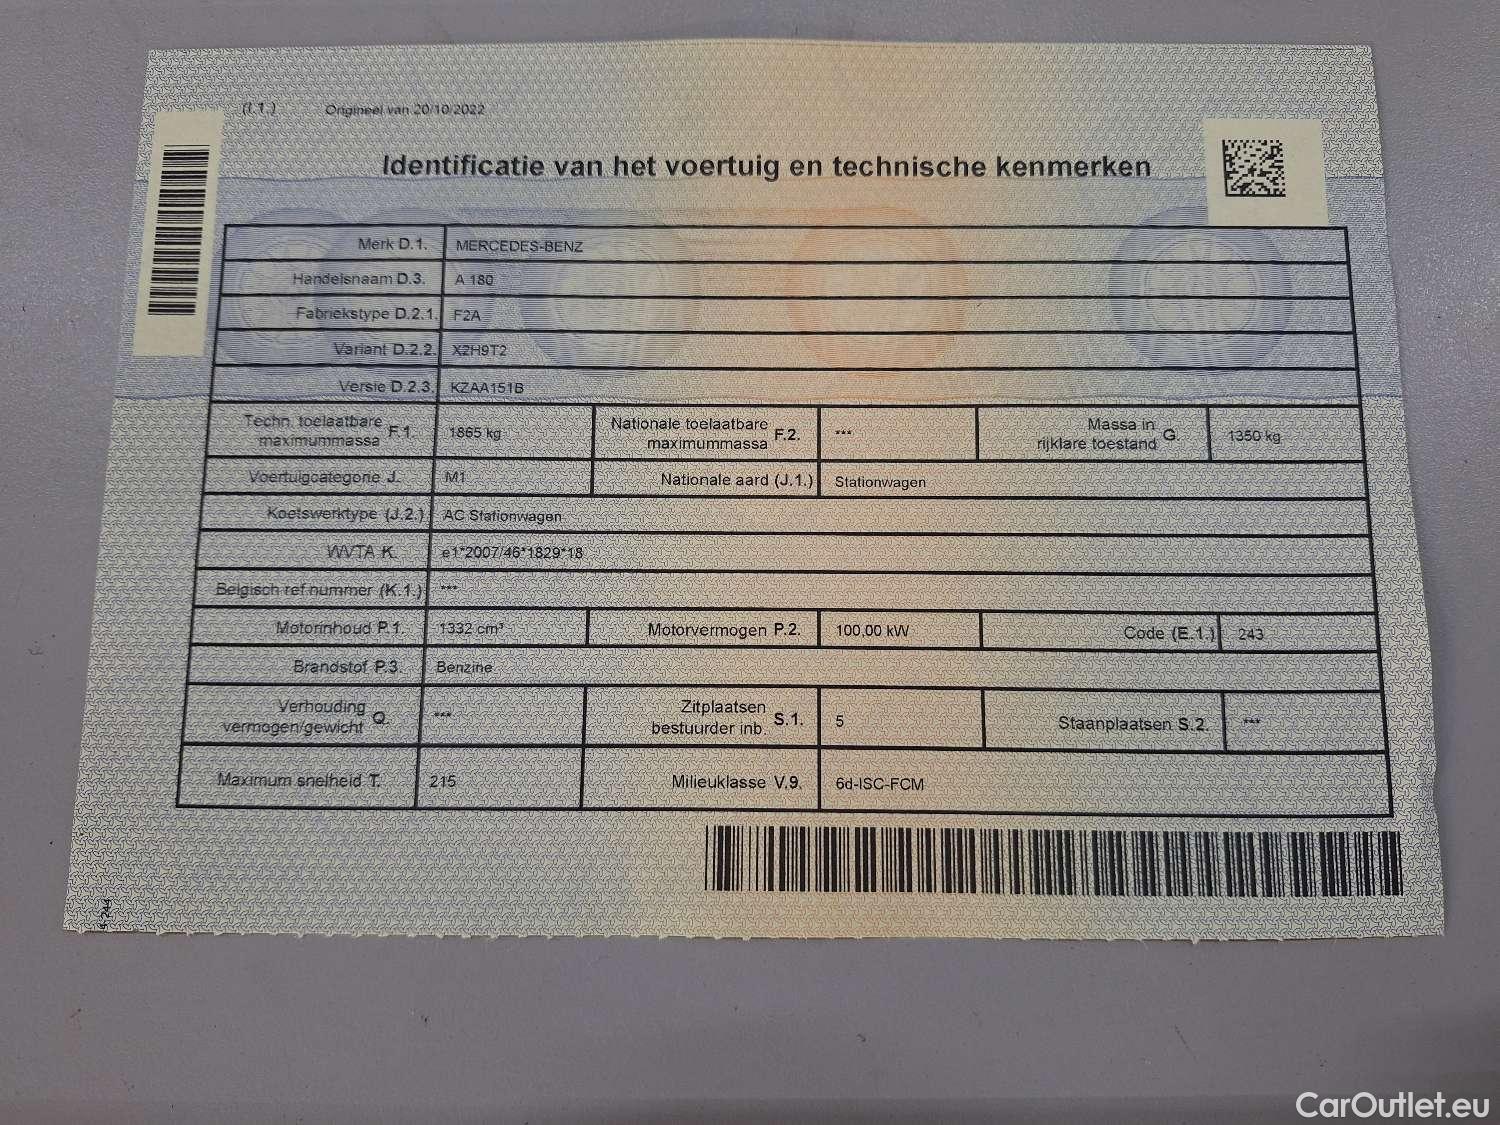 (I.1.) Origineel van 20/10/2022
Identificatie van het voertuig en technische kenmerken
Merk D.1. MERCEDES-BENZ
Handelsnaam D.3. A 180
Fabriekstype D.2.1. F2A
Variant D.2.2. X2H9T2
Versie D.2.3. KZAA151B
Techn. toelaatbare maximummassa F.1. 1865 kg Nationale toelaatbare maximummassa F.2. *** Massa in rijklare toestand G. 1350 kg
Voertuigcategorie J. M1 Nationale aard (J.1.) Stationwagen
Koetswerktype (J.2.) AC Stationwagen
WVTA K. e1*2007/46*1829*18
Belgisch ref.nummer (K.1.) ***
Motorinhoud P.1. 1332 cm³ Motorvermogen P.2. 100.00 kW Code (E.1.) 243
Brandstof P.3. Benzine
Verhouding vermogen/gewicht Q. *** Zitplaatsen bestuurder inb. S.1. 5 Staanplaatsen S.2. ***
Maximum snelheid T. 215 Milieuklasse V.9. 6d-ISC-FCM
CarOutlet.eu